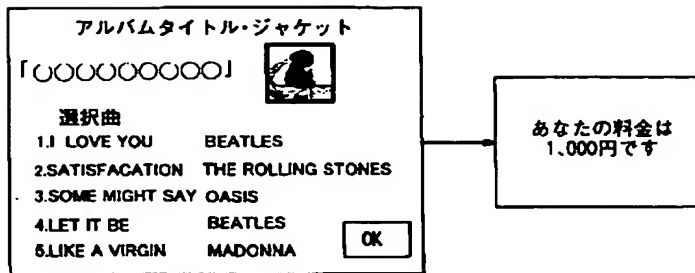 アルバムタイトル・ジャケット
「○○○○○○○○○」
選択曲
1.I LOVE YOU BEATLES
2.SATISFACATION THE ROLLING STONES
3.SOME MIGHT SAY OASIS
4.LET IT BE BEATLES
5.LIKE A VIRGIN MADONNA
OK
あなたの料金は
1,000円です